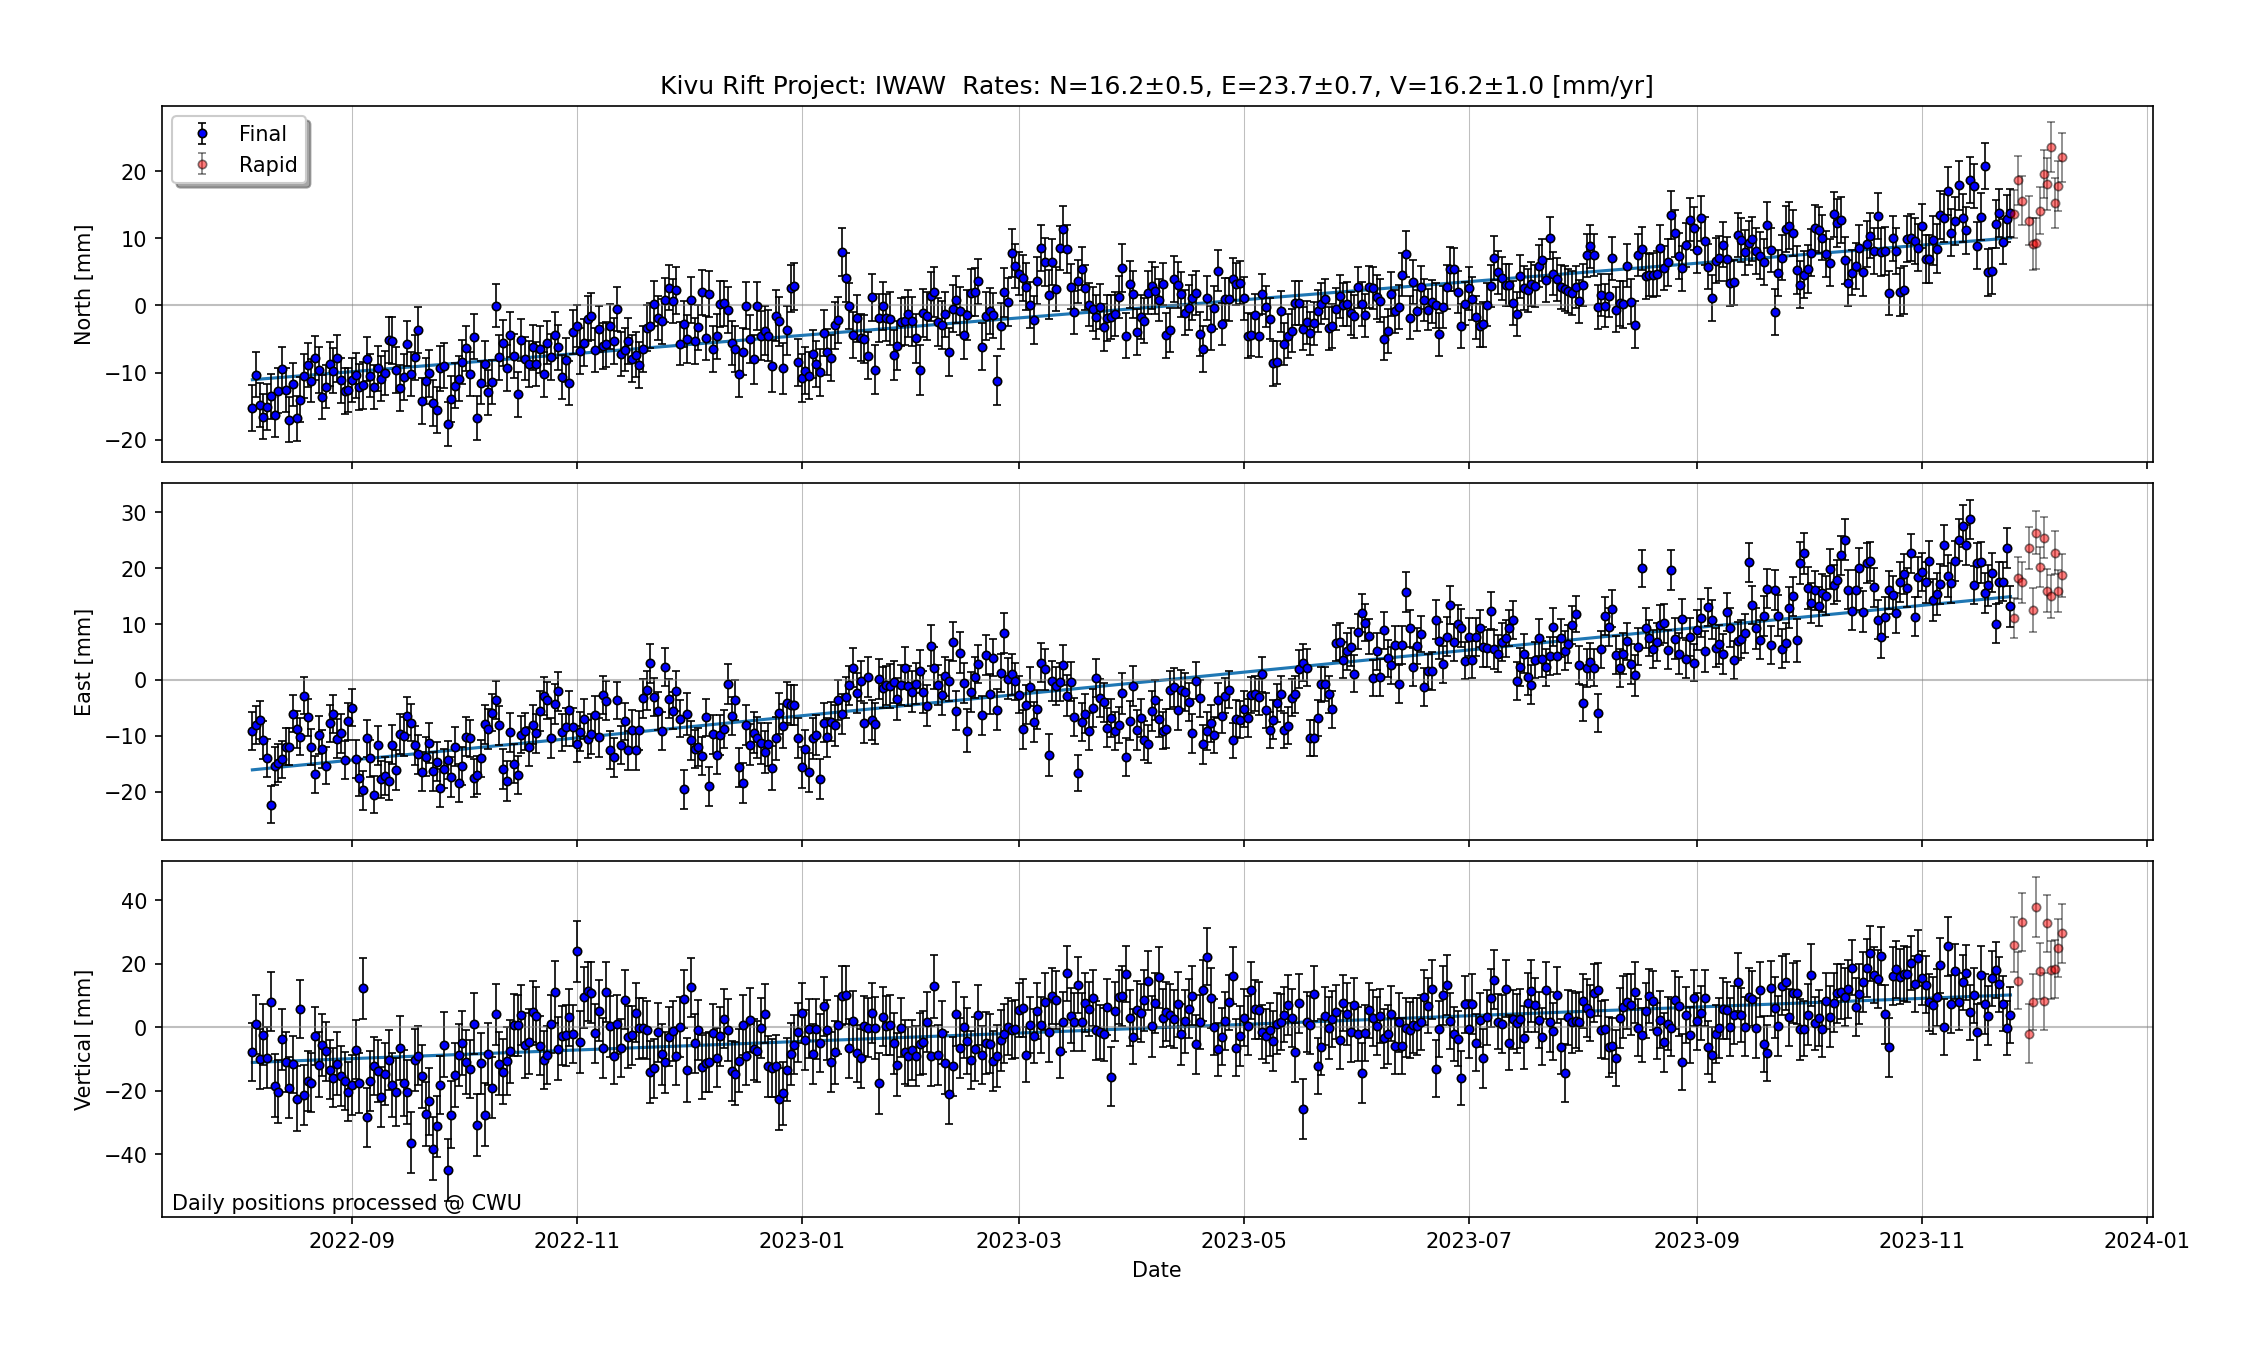 Kivu Rift Project: IWAW  Rates: N=16.2±0.5, E=23.7±0.7, V=16.2±1.0 [mm/yr]
Final
Rapid
North [mm]
20
10
0
−10
−20
East [mm]
30
20
10
0
−10
−20
Vertical [mm]
40
20
0
−20
−40
Daily positions processed @ CWU
2022-09 2022-11 2023-01 2023-03 2023-05 2023-07 2023-09 2023-11 2024-01
Date